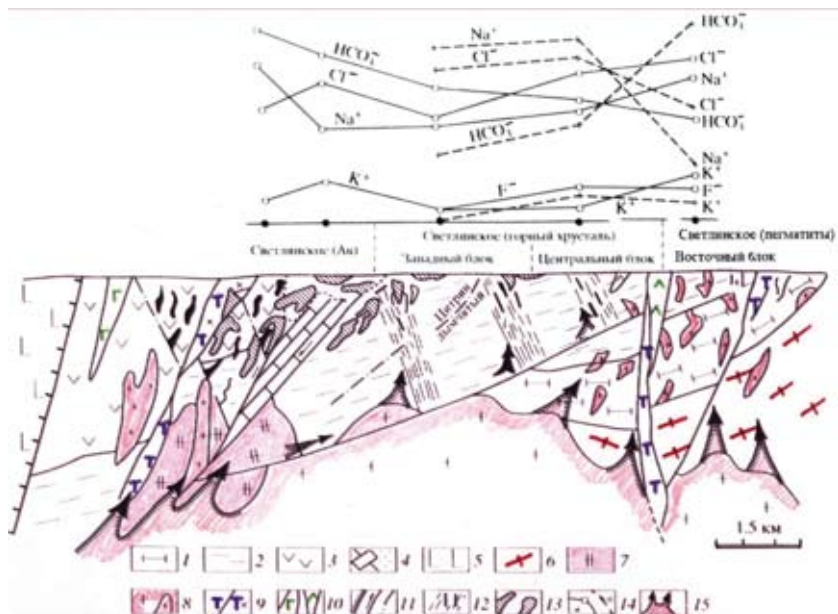 HCO₃⁻
Na⁺
HCO₃⁻
Cl⁻
Cl⁻
Cl⁻
Na⁺
Cl⁻
Na⁺
HCO₃⁻
HCO₃⁻
Na⁺
K⁺
K⁺
F⁻
F⁻
K⁺
K⁺
Светлинское (Au)
Светлинское (горный хрусталь)
Светлинское (пегматиты)
Западный блок
Центральный блок
Восточный блок
1.5 км
1 2 3 4 5 6 7
8 9 10 11 12 13 14 15